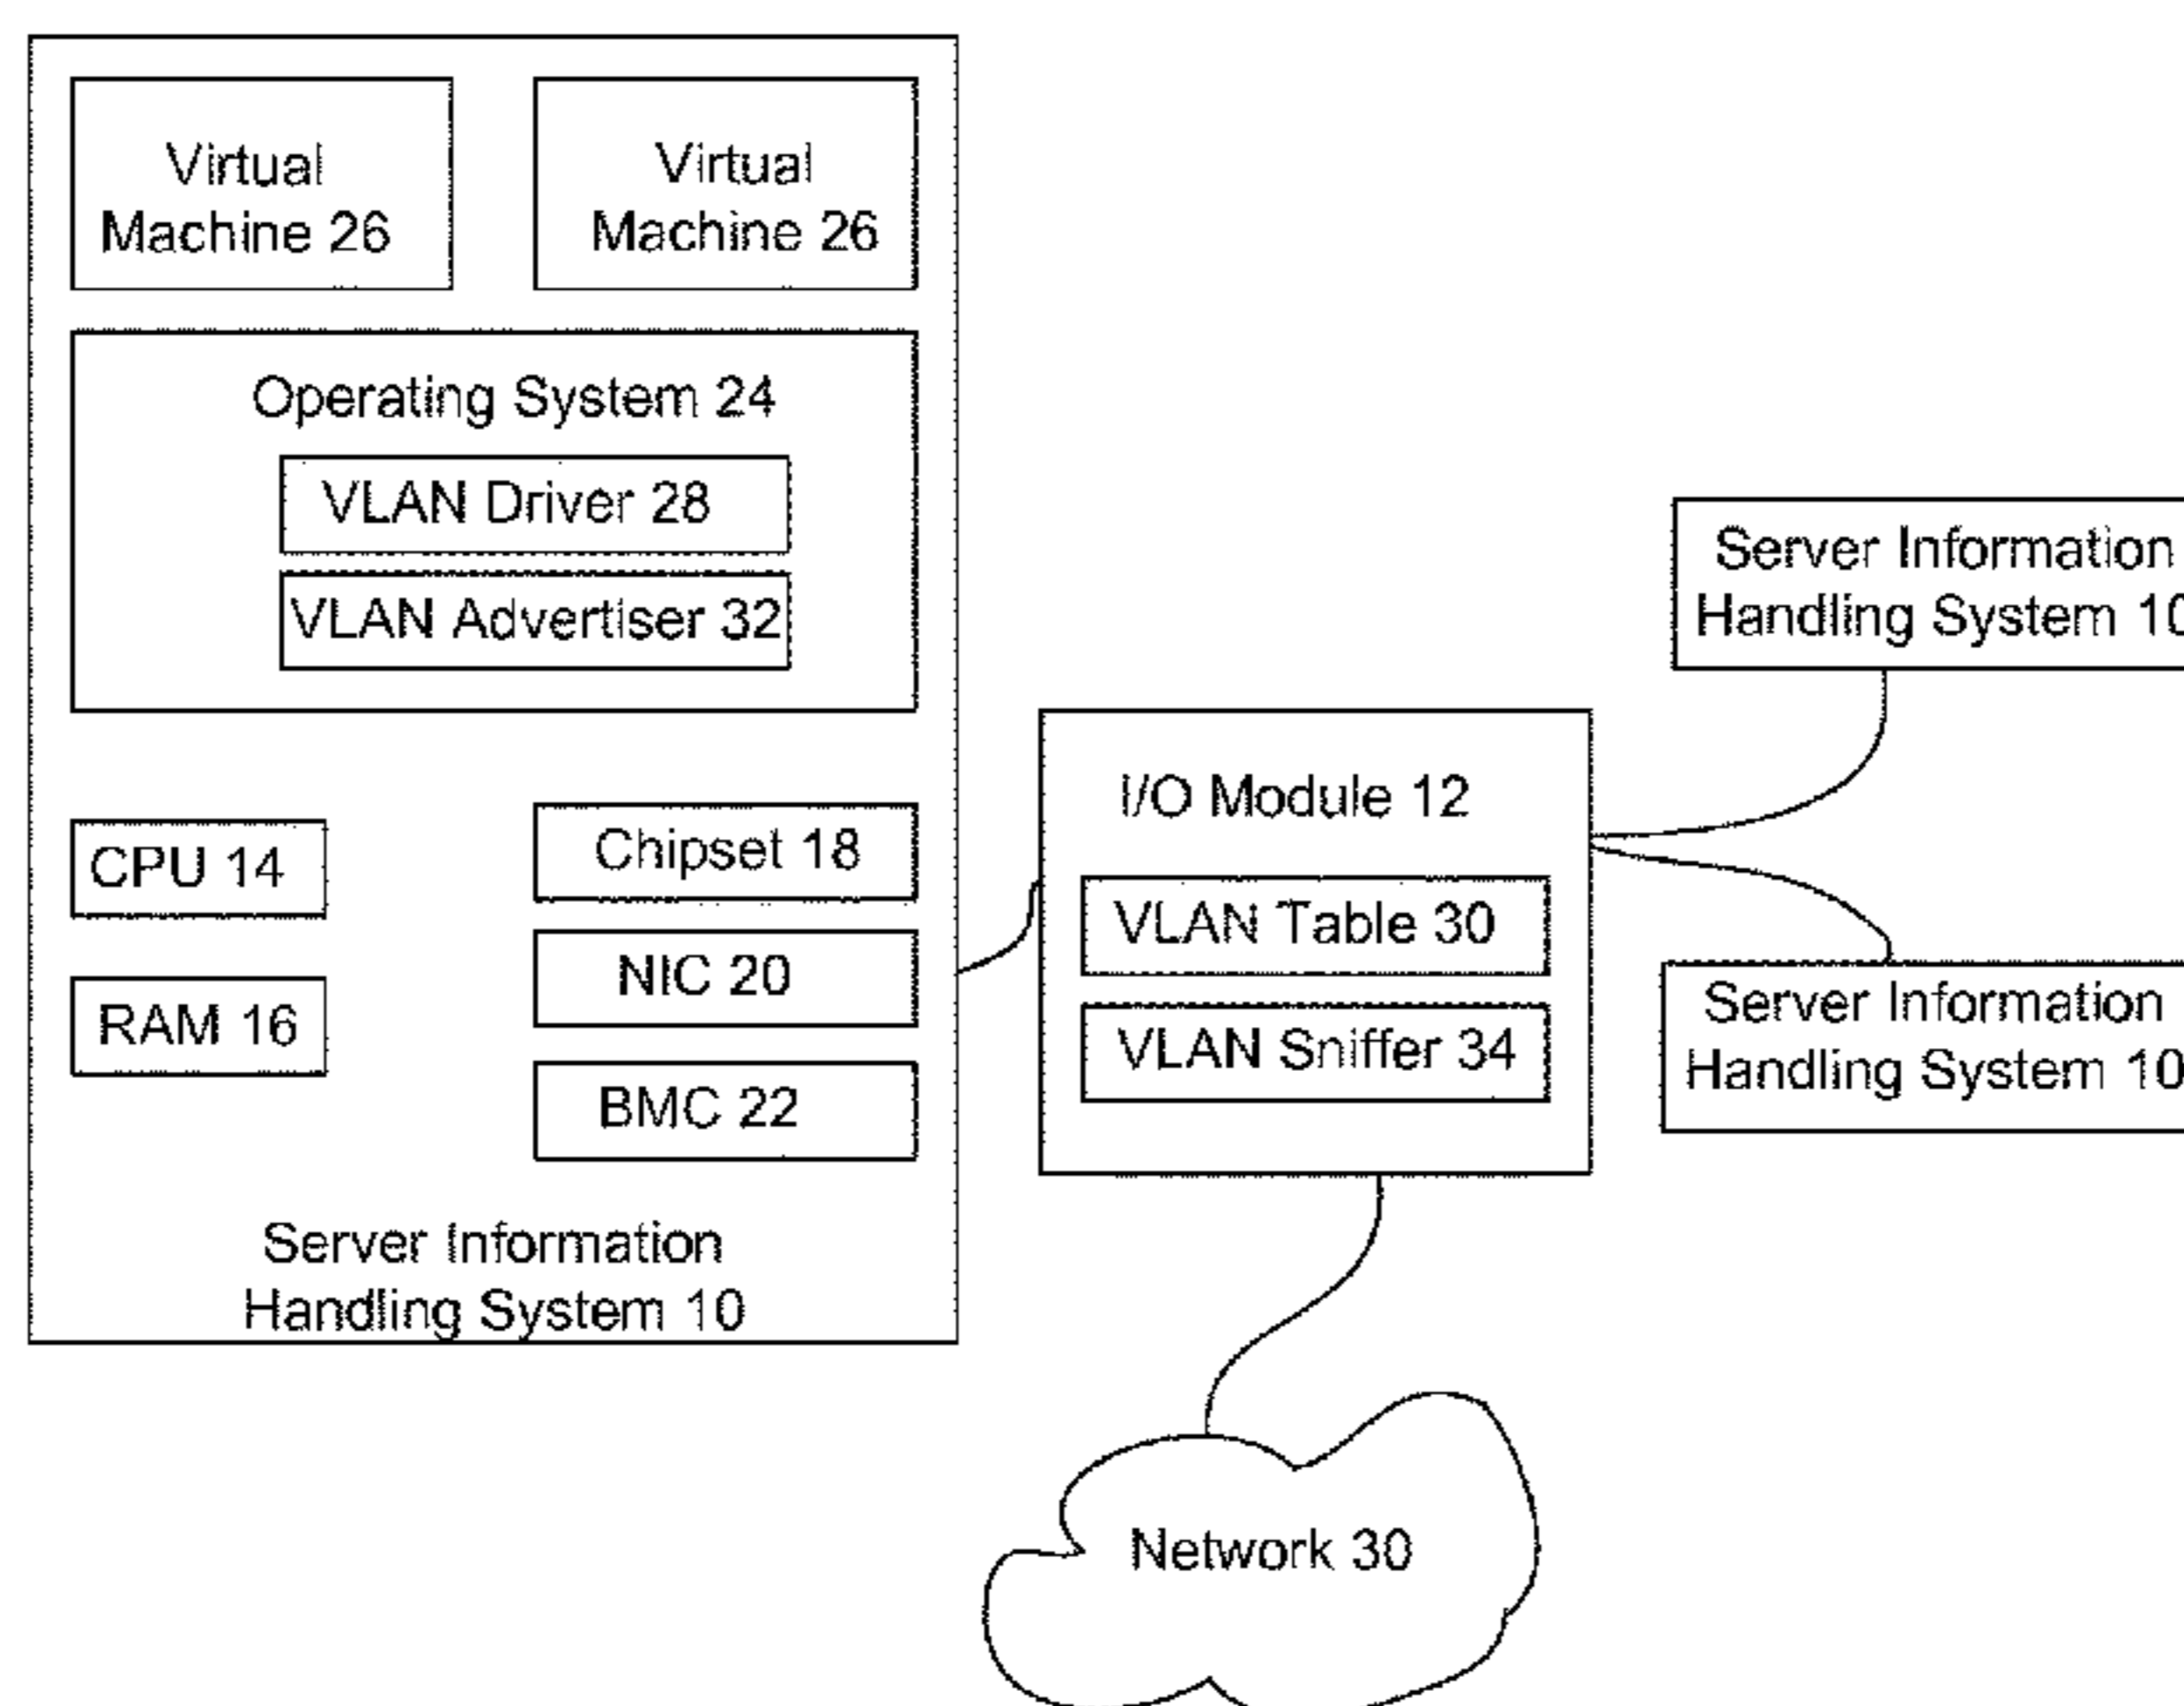 Virtual
Machine 26
Virtual
Machine 26
Operating System 24
VLAN Driver 28
VLAN Advertiser 32
CPU 14
RAM 16
Chipset 18
NIC 20
BMC 22
Server Information
Handling System 10
I/O Module 12
VLAN Table 30
VLAN Sniffer 34
Server Information
Handling System 10
Server Information
Handling System 10
Network 30